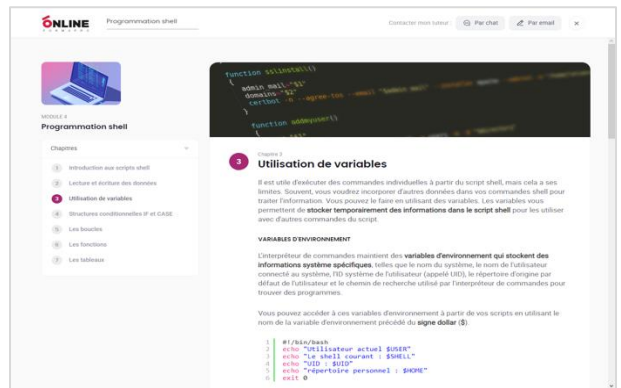 ONLINE
FORMAPRO
Programmation shell
Contacter mon tuteur :
Par chat
Par email
×
MODULE 4
Programmation shell
Chapitres
1 Introduction aux scripts shell
2 Lecture et écriture des données
3 Utilisation de variables
4 Structures conditionnelles IF et CASE
5 Les boucles
6 Les fonctions
7 Les tableaux
function sslinstall()
{
admin_mail="$1"
domains="$2"
certbot -n --agree-tos --email
function addmyuser()
{
Chapitre 3
3 Utilisation de variables
Il est utile d'exécuter des commandes individuelles à partir du script shell, mais cela a ses
limites. Souvent, vous voudrez incorporer d'autres données dans vos commandes shell pour
traiter l'information. Vous pouvez le faire en utilisant des variables. Les variables vous
permettent de stocker temporairement des informations dans le script shell pour les utiliser
avec d'autres commandes du script.
VARIABLES D'ENVIRONNEMENT
L'interpréteur de commandes maintient des variables d'environnement qui stockent des
informations système spécifiques, telles que le nom du système, le nom de l'utilisateur
connecté au système, l'ID système de l'utilisateur (appelé UID), le répertoire d'origine par
défaut de l'utilisateur et le chemin de recherche utilisé par l'interpréteur de commandes pour
trouver des programmes.
Vous pouvez accéder à ces variables d'environnement à partir de vos scripts en utilisant le
nom de la variable d'environnement précédé du signe dollar ($).
1 #!/bin/bash
2 echo "Utilisateur actuel $USER"
3 echo "Le shell courant : $SHELL"
4 echo "UID : $UID"
5 echo "répertoire personnel : $HOME"
6 exit 0